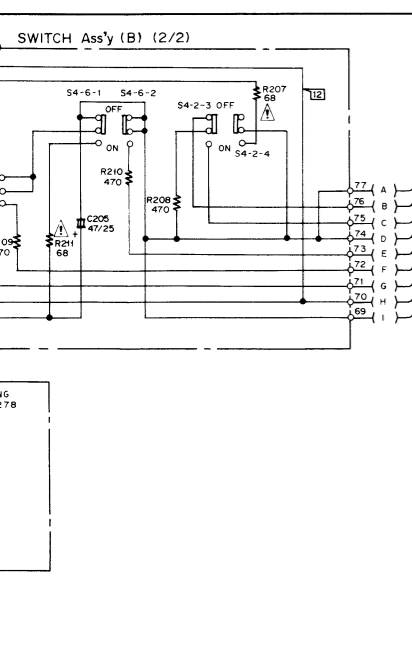 SWITCH Ass'y (B) (2/2)
S4-6-1 S4-6-2
OFF
ON
R207
68
12
S4-2-3 OFF
ON
S4-2-4
R210
470
R208
470
C205
47/25
+
R211
68
09
70
77 A
76 B
75 C
74 D
73 E
72 F
71 G
70 H
69 I
NG
278